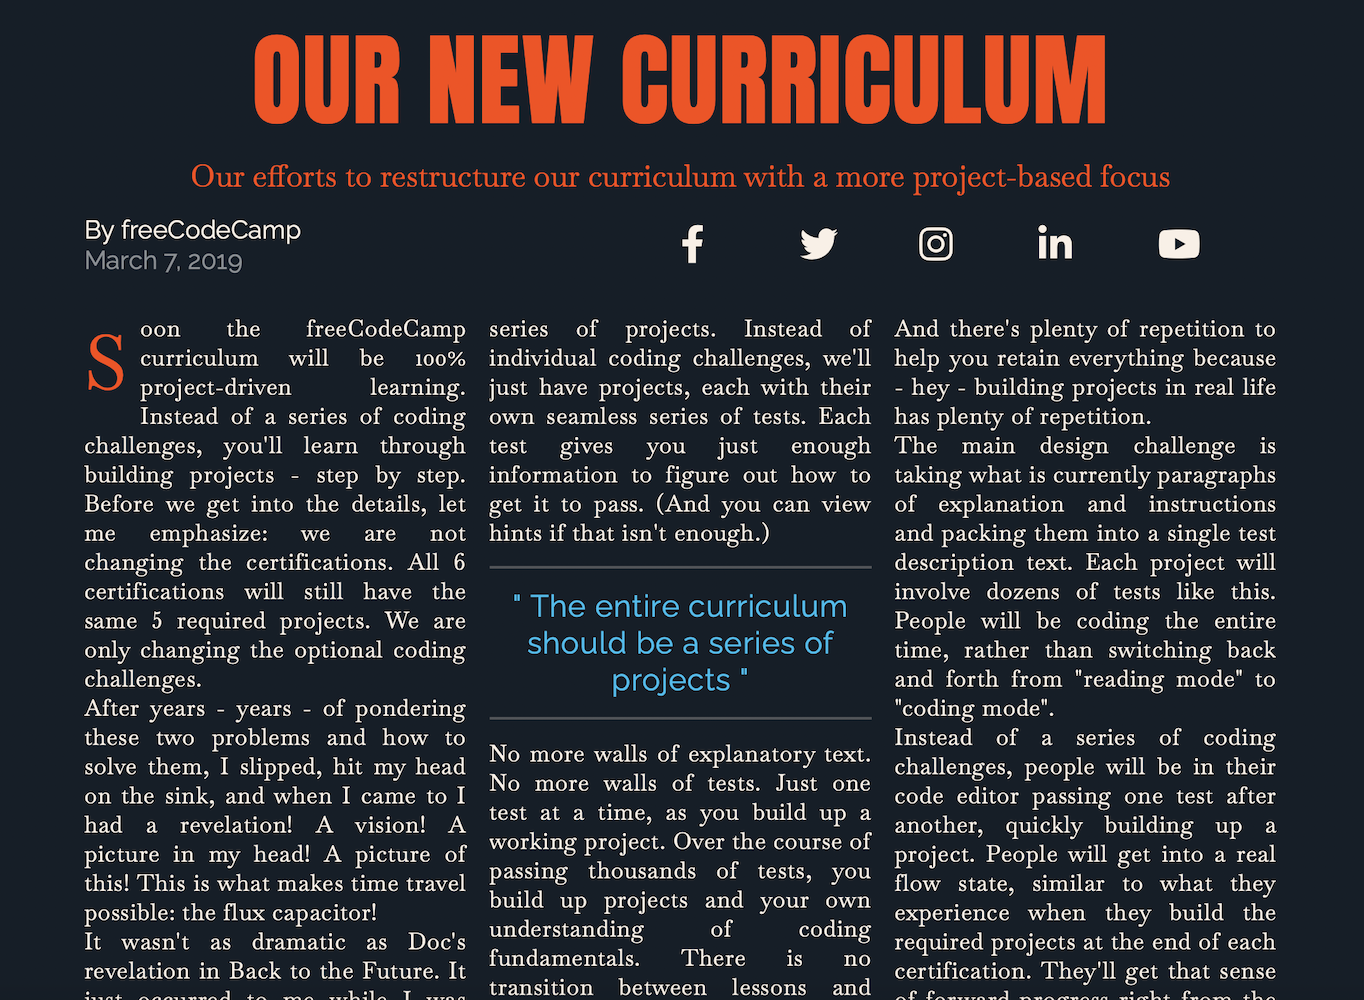 OUR NEW CURRICULUM
Our efforts to restructure our curriculum with a more project-based focus
By freeCodeCamp
March 7, 2019
Soon the freeCodeCamp
curriculum will be 100%
project-driven learning.
Instead of a series of coding
challenges, you'll learn through
building projects - step by step.
Before we get into the details, let
me emphasize: we are not
changing the certifications. All 6
certifications will still have the
same 5 required projects. We are
only changing the optional coding
challenges.
After years - years - of pondering
these two problems and how to
solve them, I slipped, hit my head
on the sink, and when I came to I
had a revelation! A vision! A
picture in my head! A picture of
this! This is what makes time travel
possible: the flux capacitor!
It wasn't as dramatic as Doc's
revelation in Back to the Future. It
just occurred to me while I was
series of projects. Instead of
individual coding challenges, we'll
just have projects, each with their
own seamless series of tests. Each
test gives you just enough
information to figure out how to
get it to pass. (And you can view
hints if that isn't enough.)
" The entire curriculum
should be a series of
projects "
No more walls of explanatory text.
No more walls of tests. Just one
test at a time, as you build up a
working project. Over the course of
passing thousands of tests, you
build up projects and your own
understanding of coding
fundamentals. There is no
transition between lessons and
And there's plenty of repetition to
help you retain everything because
- hey - building projects in real life
has plenty of repetition.
The main design challenge is
taking what is currently paragraphs
of explanation and instructions
and packing them into a single test
description text. Each project will
involve dozens of tests like this.
People will be coding the entire
time, rather than switching back
and forth from "reading mode" to
"coding mode".
Instead of a series of coding
challenges, people will be in their
code editor passing one test after
another, quickly building up a
project. People will get into a real
flow state, similar to what they
experience when they build the
required projects at the end of each
certification. They'll get that sense
of forward progress right from the